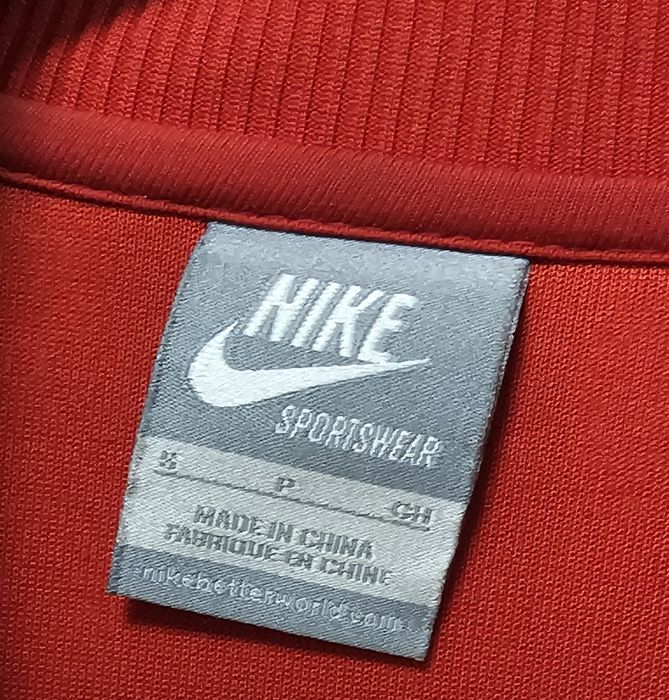 NIKE
SPORTSWEAR
S P CH
MADE IN CHINA
FABRIQUE EN CHINE
nikebetterworld.com